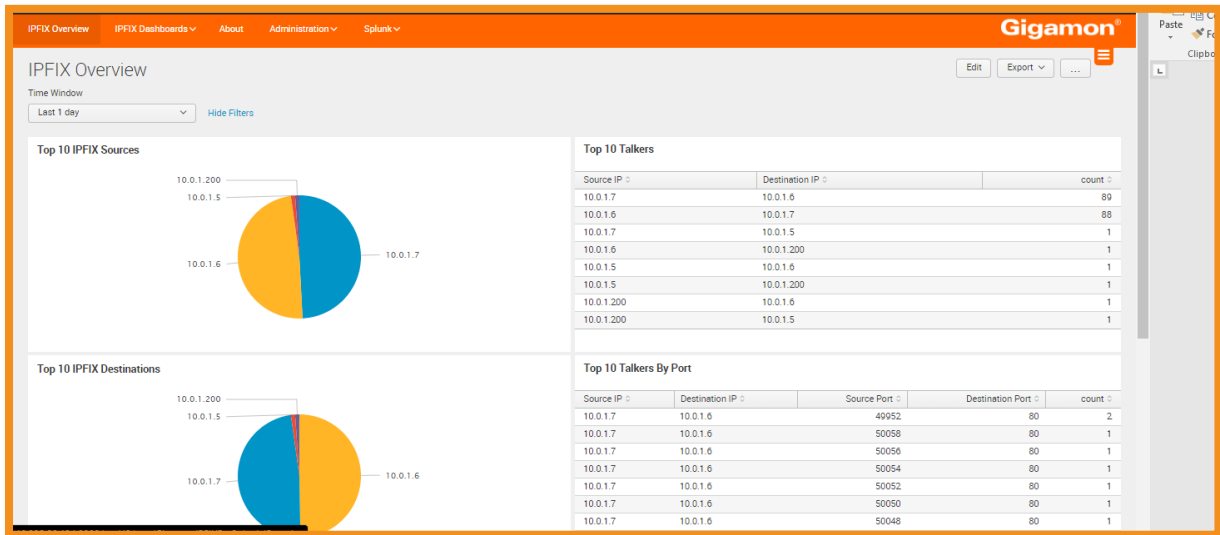 IPFIX Overview IPFIX Dashboards About Administration Splunk Gigamon®
Paste
Clipbo
IPFIX Overview Edit Export ...
Time Window
Last 1 day Hide Filters
Top 10 IPFIX Sources
10.0.1.200
10.0.1.5
10.0.1.7
10.0.1.6
Top 10 Talkers
Source IP Destination IP count
10.0.1.7 10.0.1.6 89
10.0.1.6 10.0.1.7 88
10.0.1.7 10.0.1.5 1
10.0.1.6 10.0.1.200 1
10.0.1.5 10.0.1.6 1
10.0.1.5 10.0.1.200 1
10.0.1.200 10.0.1.6 1
10.0.1.200 10.0.1.5 1
Top 10 IPFIX Destinations
10.0.1.200
10.0.1.5
10.0.1.6
10.0.1.7
Top 10 Talkers By Port
Source IP Destination IP Source Port Destination Port count
10.0.1.7 10.0.1.6 49952 80 2
10.0.1.7 10.0.1.6 50058 80 1
10.0.1.7 10.0.1.6 50056 80 1
10.0.1.7 10.0.1.6 50054 80 1
10.0.1.7 10.0.1.6 50052 80 1
10.0.1.7 10.0.1.6 50050 80 1
10.0.1.7 10.0.1.6 50048 80 1